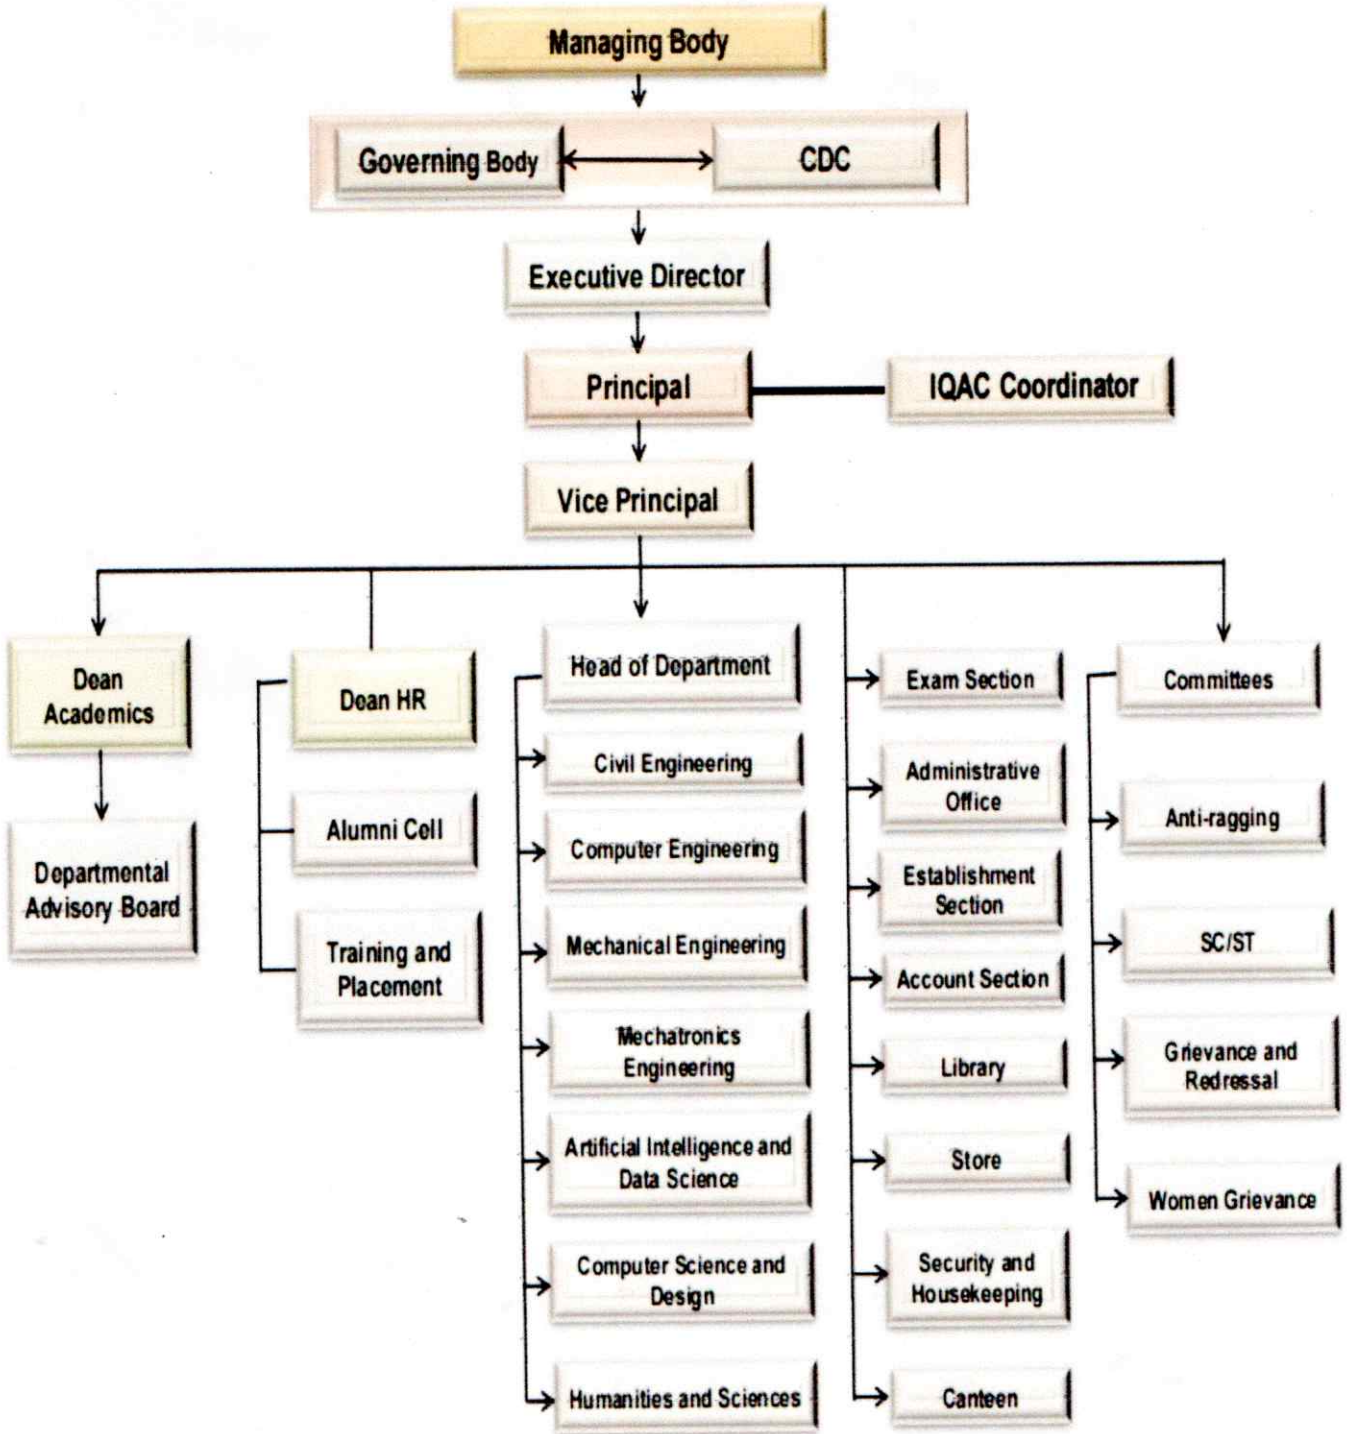 Managing Body
Governing Body
CDC
Executive Director
Principal
IQAC Coordinator
Vice Principal
Dean
Academics
Departmental
Advisory Board
Dean HR
Alumni Cell
Training and
Placement
Head of Department
Civil Engineering
Computer Engineering
Mechanical Engineering
Mechatronics
Engineering
Artificial Intelligence and
Data Science
Computer Science and
Design
Humanities and Sciences
Exam Section
Administrative
Office
Establishment
Section
Account Section
Library
Store
Security and
Housekeeping
Canteen
Committees
Anti-ragging
SC/ST
Grievance and
Redressal
Women Grievance